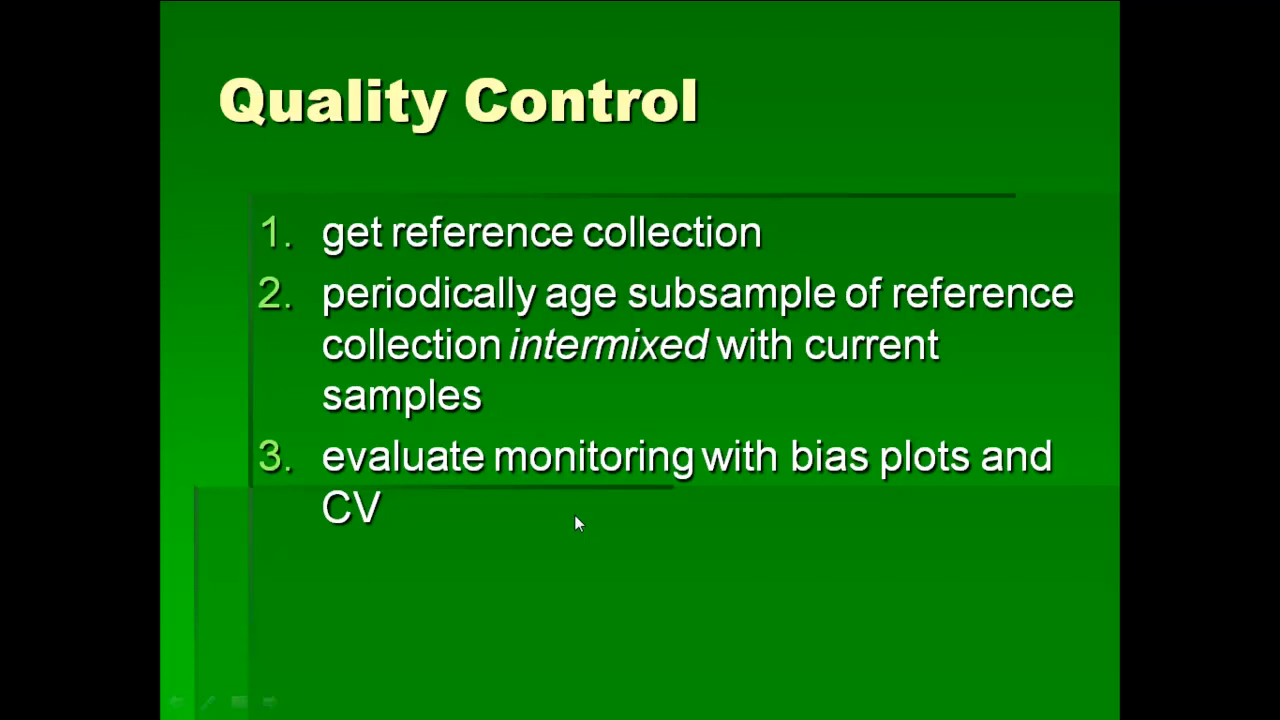 Quality Control
1. get reference collection
2. periodically age subsample of reference
collection intermixed with current
samples
3. evaluate monitoring with bias plots and
CV